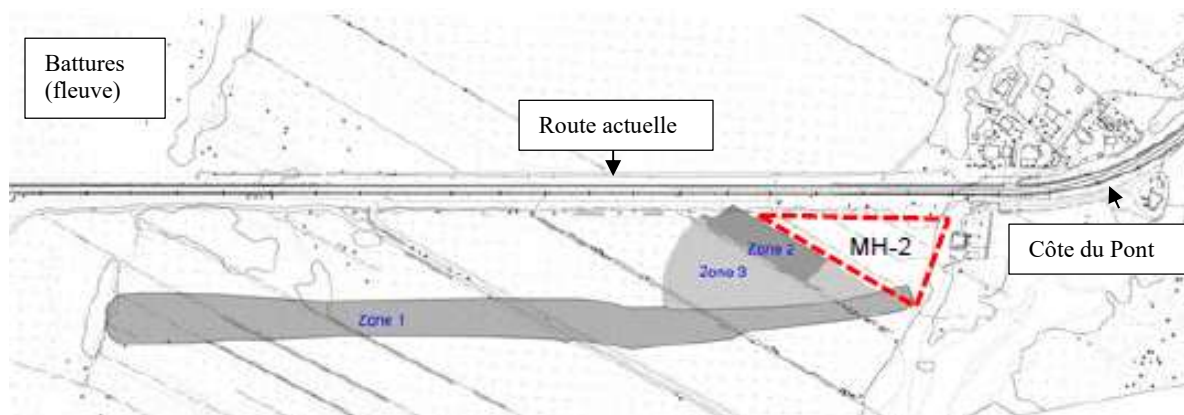 Battures
(fleuve)
Route actuelle
Zone 2
MH-2
Zone 3
Côte du Pont
Zone 1